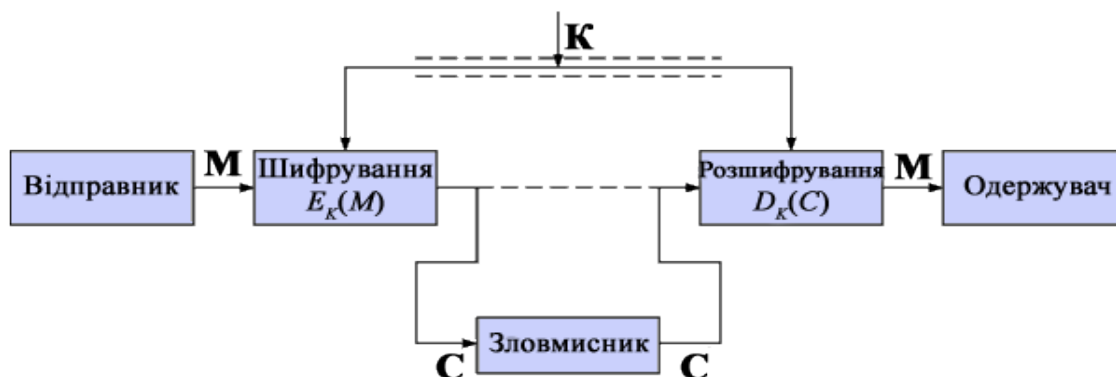 К
Відправник
М
Шифрування
E_K(M)
Розшифрування
D_K(C)
М
Одержувач
С
Зловмисник
С